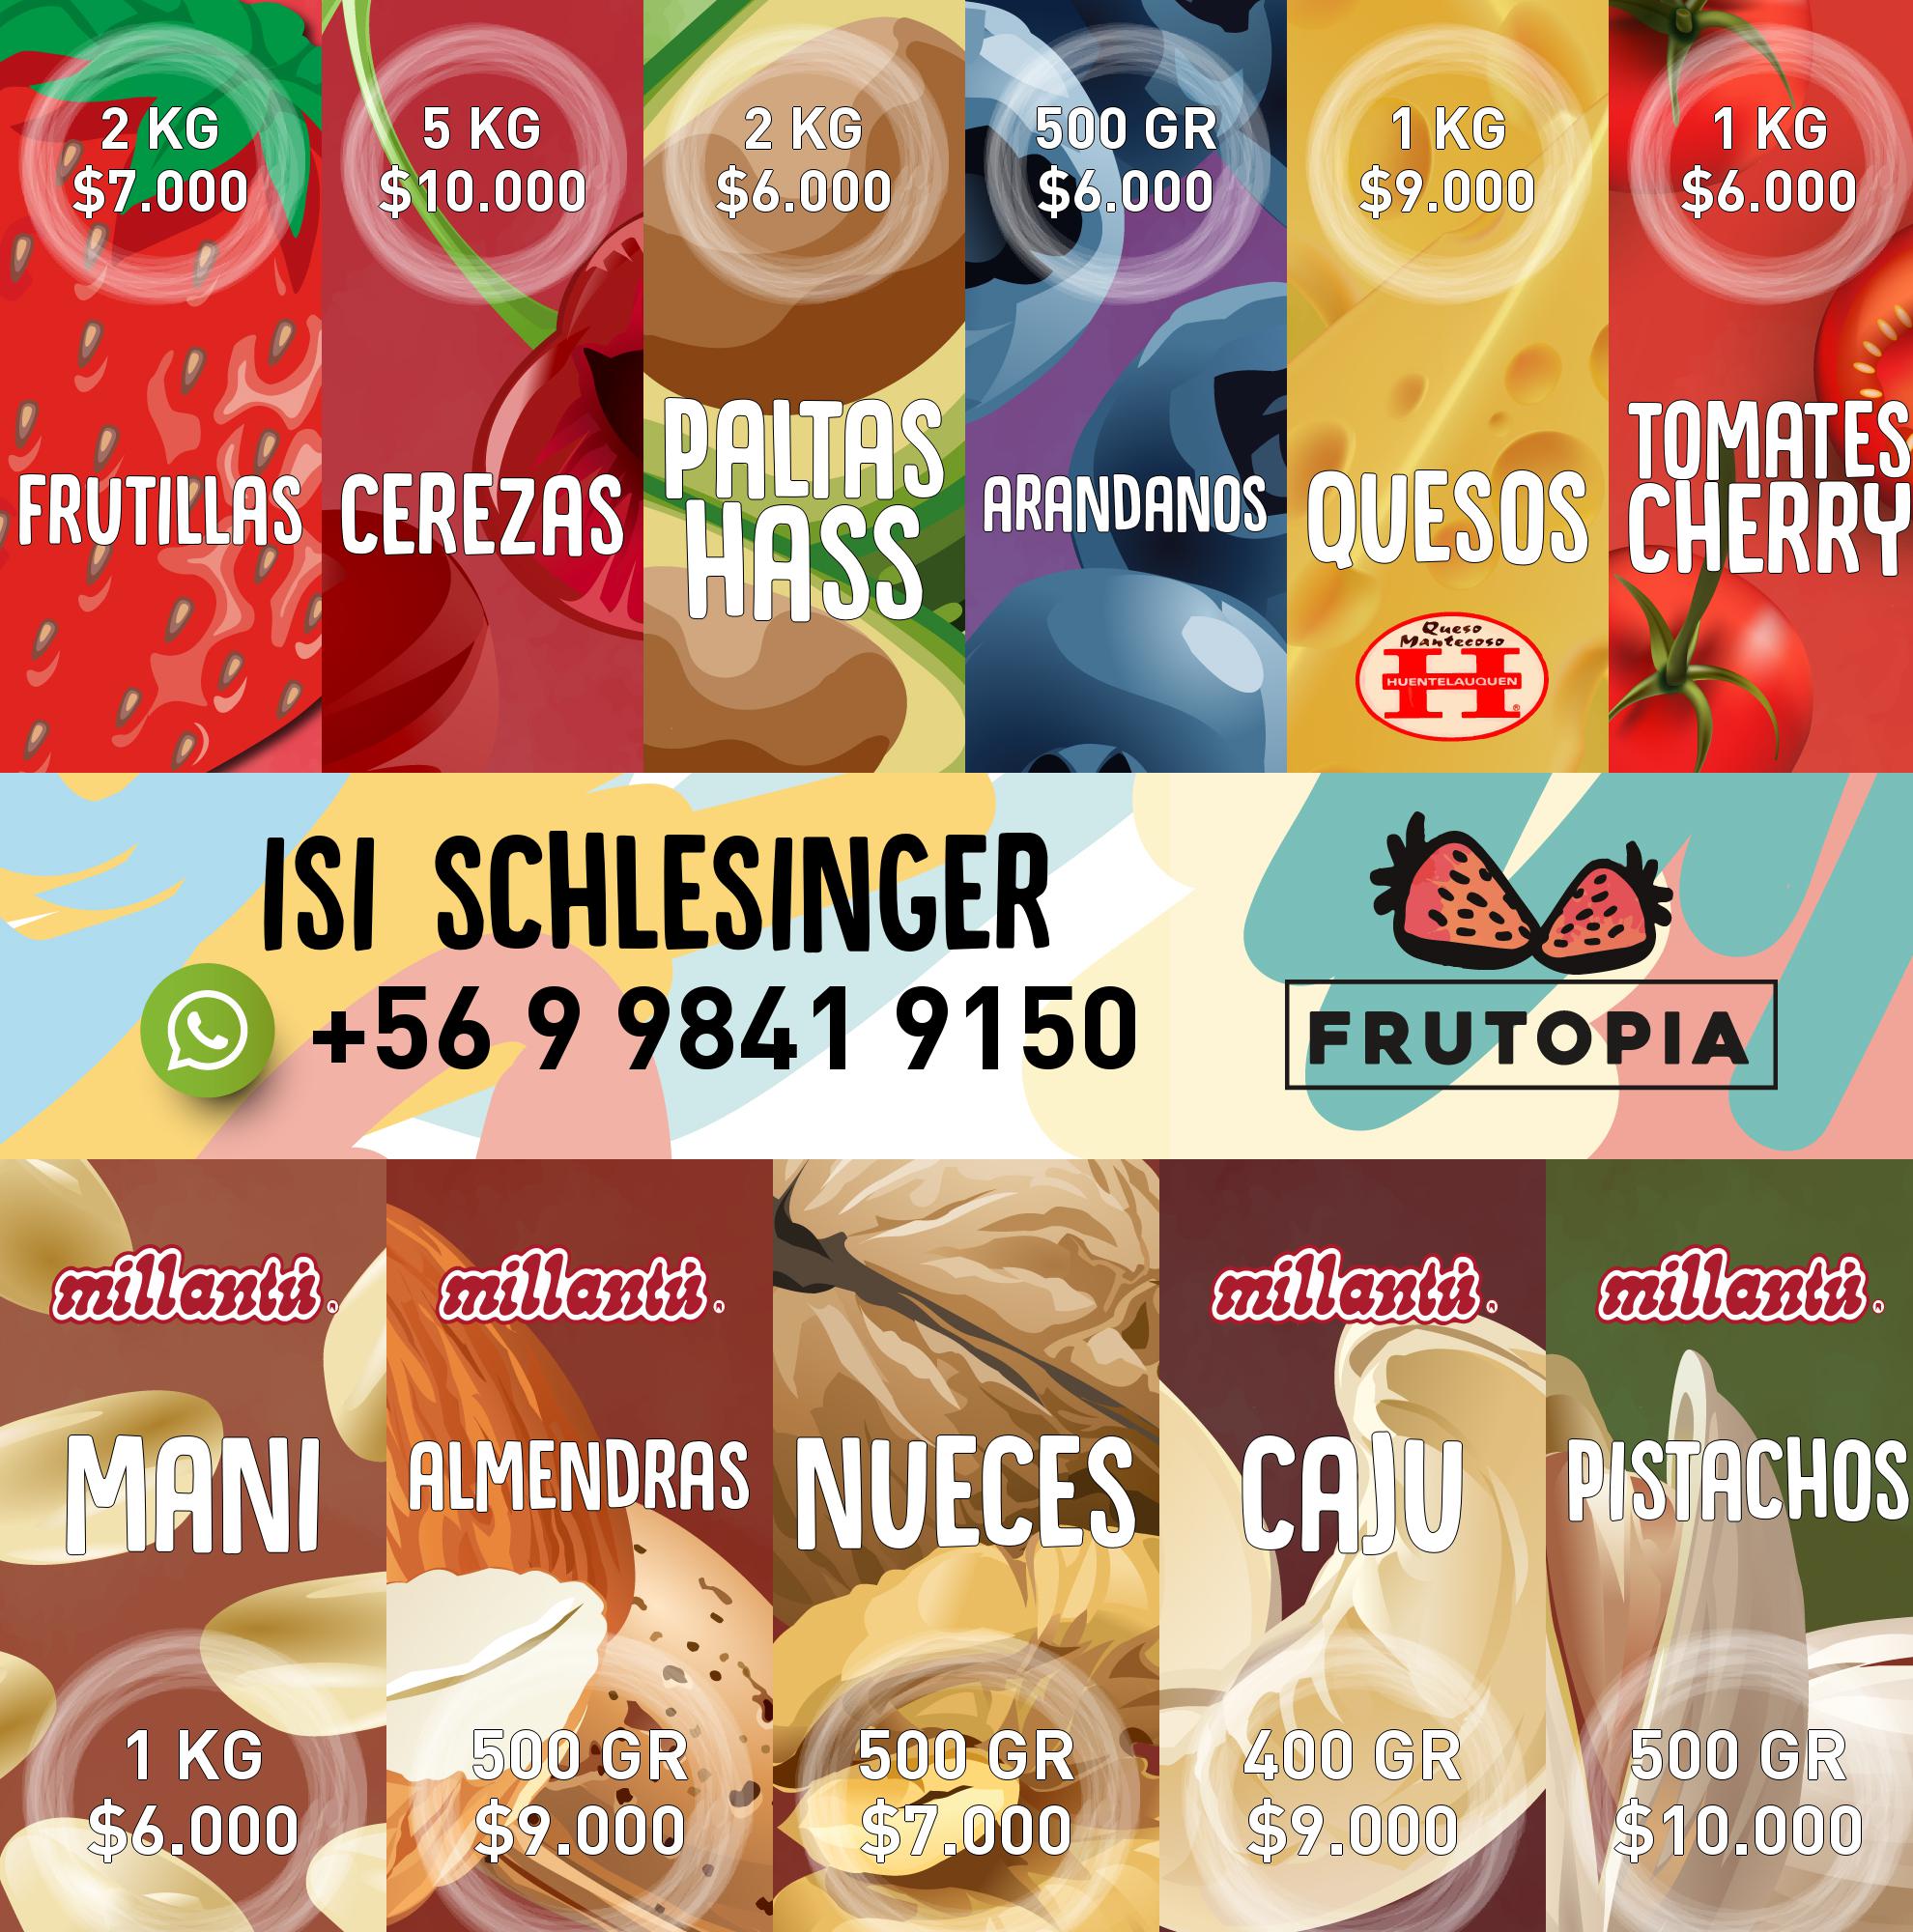 2 KG
$7.000
FRUTILLAS
5 KG
$10.000
CEREZAS
2 KG
$6.000
PALTAS
HASS
500 GR
$6.000
ARANDANOS
1 KG
$9.000
QUESOS
Queso
Mantecoso
H
HUENTELAUQUEN
®
1 KG
$6.000
TOMATES
CHERRY
ISI SCHLESINGER
+56 9 9841 9150
FRUTOPIA
millantú®
MANI
1 KG
$6.000
millantú®
ALMENDRAS
500 GR
$9.000
NUECES
500 GR
$7.000
millantú®
CAJU
400 GR
$9.000
millantú®
PISTACHOS
500 GR
$10.000